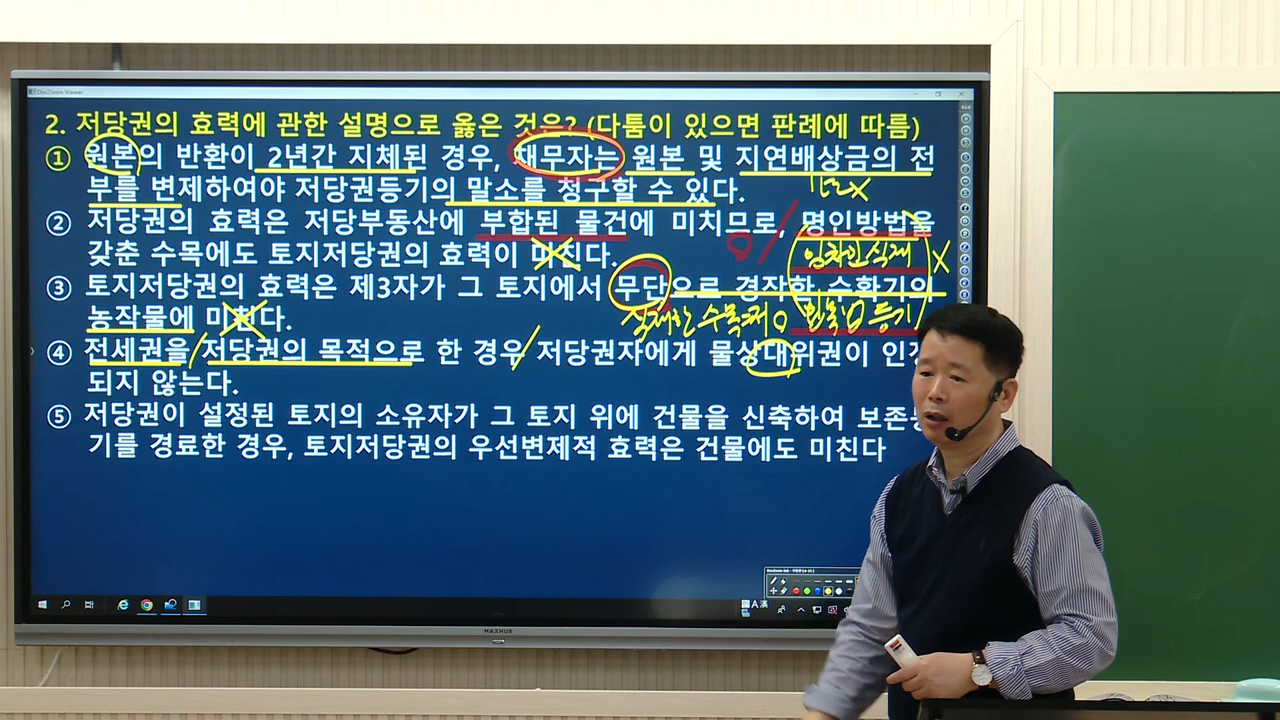 DocZoom Viewer
2. 저당권의 효력에 관한 설명으로 옳은 것은? (다툼이 있으면 판례에 따름)
① 원본의 반환이 2년간 지체된 경우, 채무자는 원본 및 지연배상금의 전
부를 변제하여야 저당권등기의 말소를 청구할 수 있다.
② 저당권의 효력은 저당부동산에 부합된 물건에 미치므로, 명인방법을
갖춘 수목에도 토지저당권의 효력이 미친다.
임차인 식재 X
③ 토지저당권의 효력은 제3자가 그 토지에서 무단으로 경작한 수확기의
농작물에 미친다.
식재한 수목 등기
④ 전세권을 저당권의 목적으로 한 경우 저당권자에게 물상대위권이
되지 않는다.
⑤ 저당권이 설정된 토지의 소유자가 그 토지 위에 건물을 신축하여
기를 경료한 경우, 토지저당권의 우선변제적 효력은 건물에도 미친다
A 漢
MAXHUB